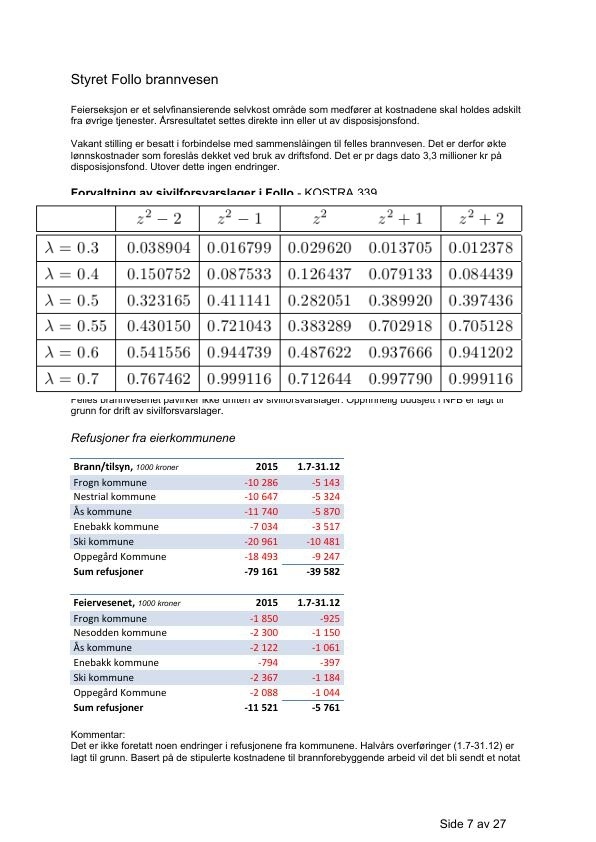 Styret Follo brannvesen
Feierseksjon er et selvfinansierende selvkost område som medfører at kostnadene skal holdes adskilt
fra øvrige tjenester. Årsresultatet settes direkte inn eller ut av disposisjonsfond.
Vakant stilling er besatt i forbindelse med sammenslåingen til felles brannvesen. Det er derfor økte
lønnskostnader som foreslås dekket ved bruk av driftsfond. Det er pr dags dato 3,3 millioner kr på
disposisjonsfond. Utover dette ingen endringer.
Forvaltning av sivilforsvarslager i Follo - KOSTRA 339
z² − 2 z² − 1 z² z² + 1 z² + 2
λ = 0.3 0.038904 0.016799 0.029620 0.013705 0.012378
λ = 0.4 0.150752 0.087533 0.126437 0.079133 0.084439
λ = 0.5 0.323165 0.411141 0.282051 0.389920 0.397436
λ = 0.55 0.430150 0.721043 0.383289 0.702918 0.705128
λ = 0.6 0.541556 0.944739 0.487622 0.937666 0.941202
λ = 0.7 0.767462 0.999116 0.712644 0.997790 0.999116
Felles brannvesenet påvirker ikke driften av sivilforsvarslager. Opprinnelig budsjett i NFB er lagt til
grunn for drift av sivilforsvarslager.
Refusjoner fra eierkommunene
Brann/tilsyn, 1000 kroner 2015 1.7-31.12
Frogn kommune -10 286 -5 143
Nestrial kommune -10 647 -5 324
Ås kommune -11 740 -5 870
Enebakk kommune -7 034 -3 517
Ski kommune -20 961 -10 481
Oppegård Kommune -18 493 -9 247
Sum refusjoner -79 161 -39 582
Feiervesenet, 1000 kroner 2015 1.7-31.12
Frogn kommune -1 850 -925
Nesodden kommune -2 300 -1 150
Ås kommune -2 122 -1 061
Enebakk kommune -794 -397
Ski kommune -2 367 -1 184
Oppegård Kommune -2 088 -1 044
Sum refusjoner -11 521 -5 761
Kommentar:
Det er ikke foretatt noen endringer i refusjonene fra kommunene. Halvårs overføringer (1.7-31.12) er
lagt til grunn. Basert på de stipulerte kostnadene til brannforebyggende arbeid vil det bli sendt et notat
Side 7 av 27